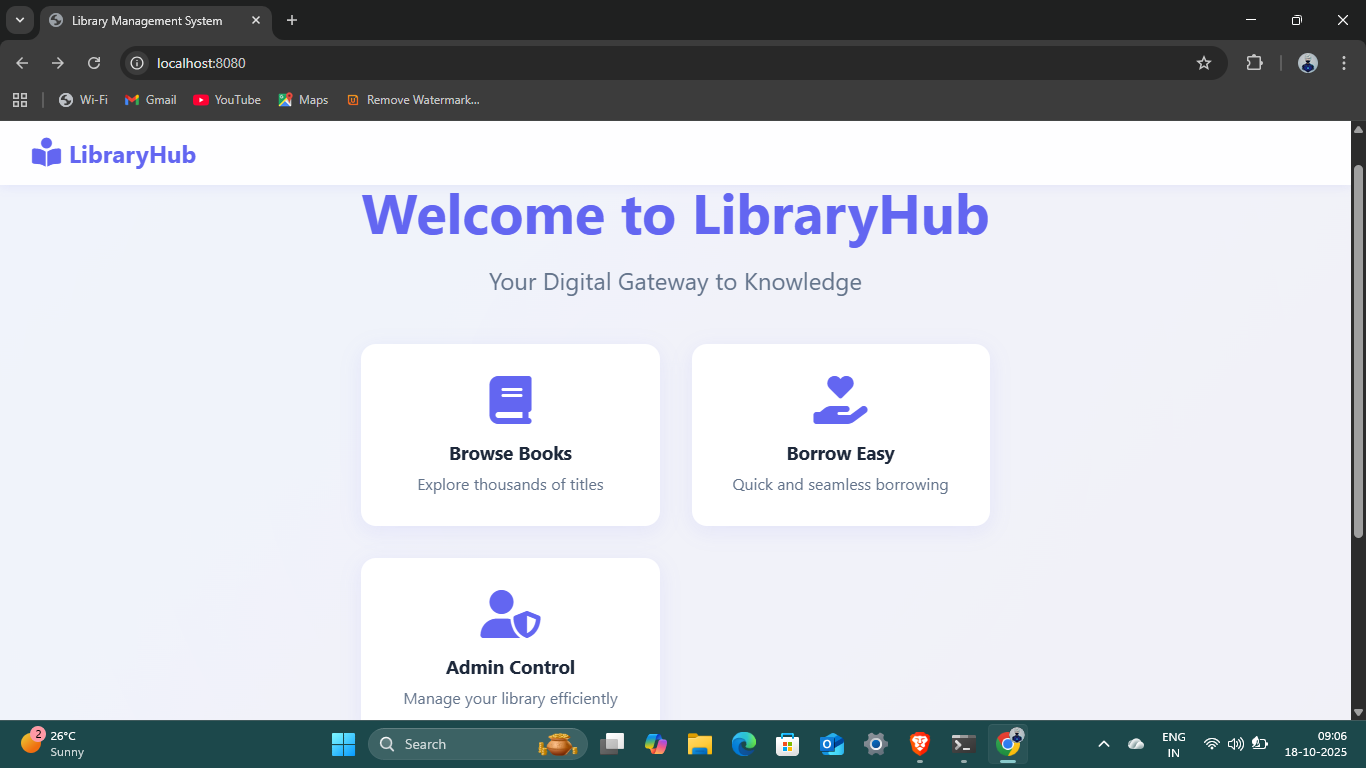 Library Management System
localhost:8080
Wi-Fi
Gmail
YouTube
Maps
Remove Watermark...
LibraryHub
Welcome to LibraryHub
Your Digital Gateway to Knowledge
Browse Books
Explore thousands of titles
Borrow Easy
Quick and seamless borrowing
Admin Control
Manage your library efficiently
2
26°C
Sunny
Search
ENG
IN
09:06
18-10-2025